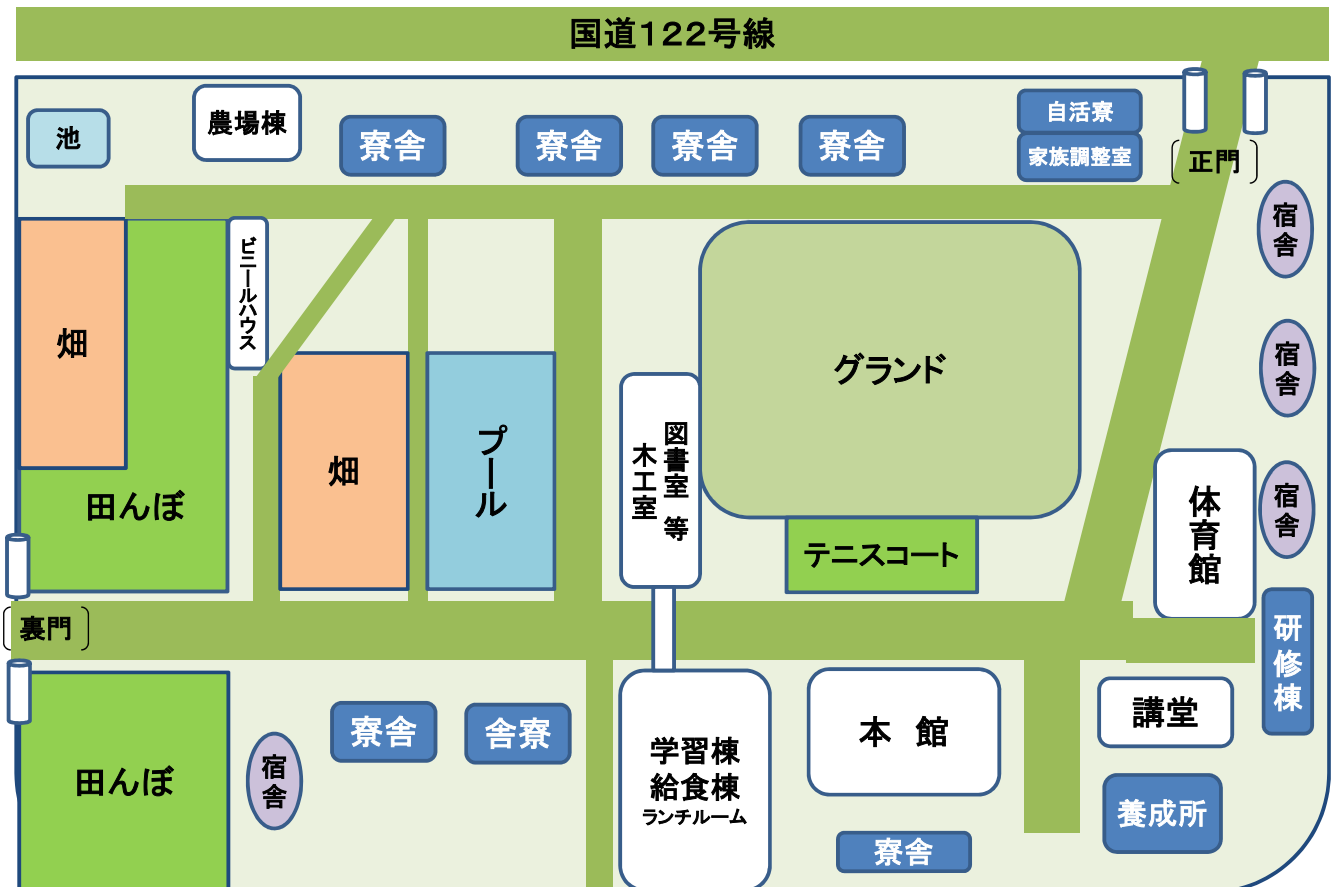 国道122号線
池
農場棟
寮舎
寮舎
寮舎
寮舎
自活寮
家族調整室
正門
宿舎
ビニールハウス
畑
田んぼ
畑
プール
図書室 等
木工室
グランド
テニスコート
宿舎
宿舎
体育館
裏門
研修棟
田んぼ
宿舎
寮舎
舎寮
学習棟
給食棟
ランチルーム
本 館
寮舎
講堂
養成所